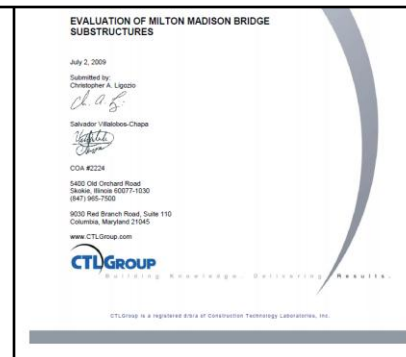 EVALUATION OF MILTON MADISON BRIDGE
SUBSTRUCTURES
July 2, 2009
Submitted by:
Christopher A. Ligozio
Ch. A. L:
Salvador Villalobos-Chapa
COA #2224
5400 Old Orchard Road
Skokie, Illinois 60077-1030
(847) 965-7500
9030 Red Branch Road, Suite 110
Columbia, Maryland 21045
www.CTLGroup.com
CTLGROUP
Building Knowledge. Delivering Results.
CTLGroup is a registered d/b/a of Construction Technology Laboratories, Inc.